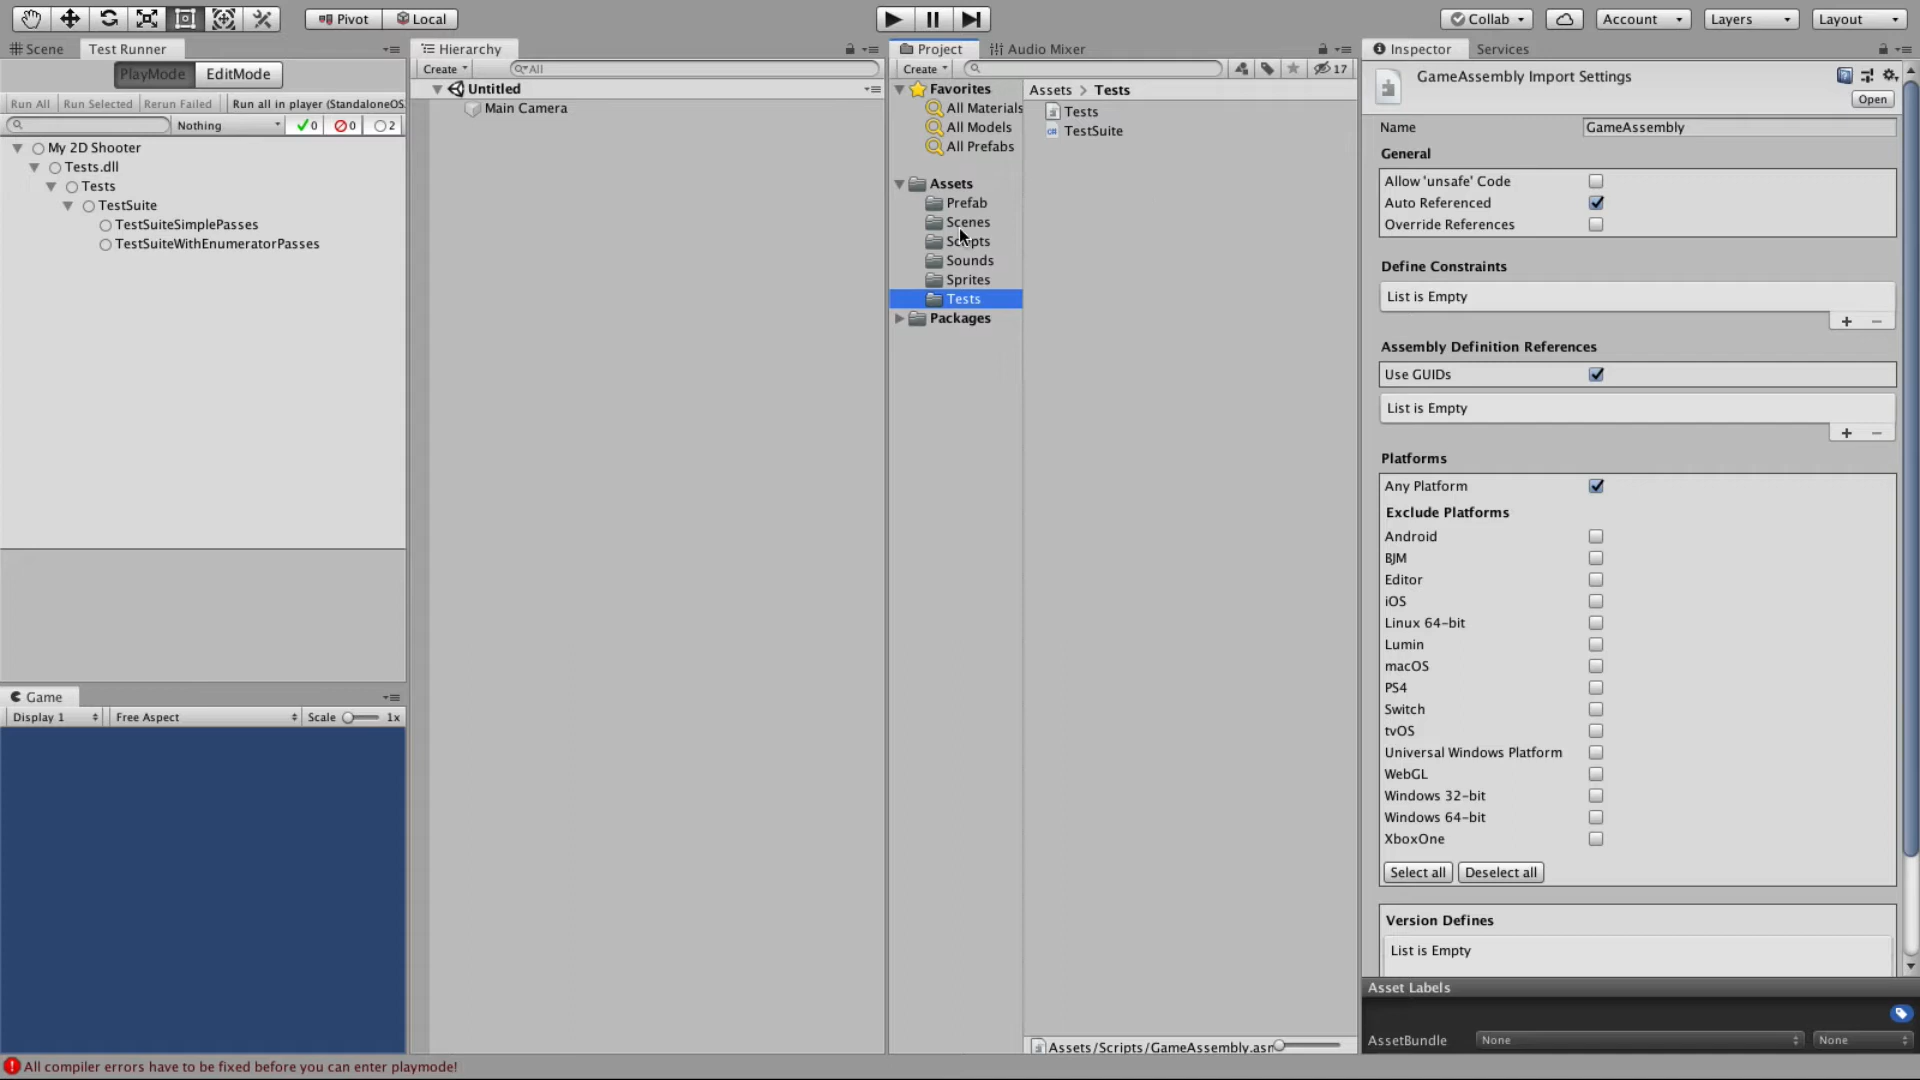 Pivot Local Collab Account Layers Layout
Scene Test Runner
PlayMode EditMode
Run All Run Selected Rerun Failed Run all in player (StandaloneOS
Nothing 0 0 2
My 2D Shooter
Tests.dll
Tests
TestSuite
TestSuiteSimplePasses
TestSuiteWithEnumeratorPasses
Game
Display 1 Free Aspect Scale 1x
Hierarchy
Create All
Untitled
Main Camera
Project Audio Mixer
Create 17
Favorites
All Materials
All Models
All Prefabs
Assets
Prefab
Scenes
Scripts
Sounds
Sprites
Tests
Packages
Assets > Tests
Tests
TestSuite
Assets/Scripts/GameAssembly.asm
Inspector Services
GameAssembly Import Settings
Open
Name GameAssembly
General
Allow 'unsafe' Code
Auto Referenced
Override References
Define Constraints
List is Empty
+ −
Assembly Definition References
Use GUIDs
List is Empty
+ −
Platforms
Any Platform
Exclude Platforms
Android
BJM
Editor
iOS
Linux 64-bit
Lumin
macOS
PS4
Switch
tvOS
Universal Windows Platform
WebGL
Windows 32-bit
Windows 64-bit
XboxOne
Select all Deselect all
Version Defines
List is Empty
Asset Labels
AssetBundle None None
All compiler errors have to be fixed before you can enter playmode!